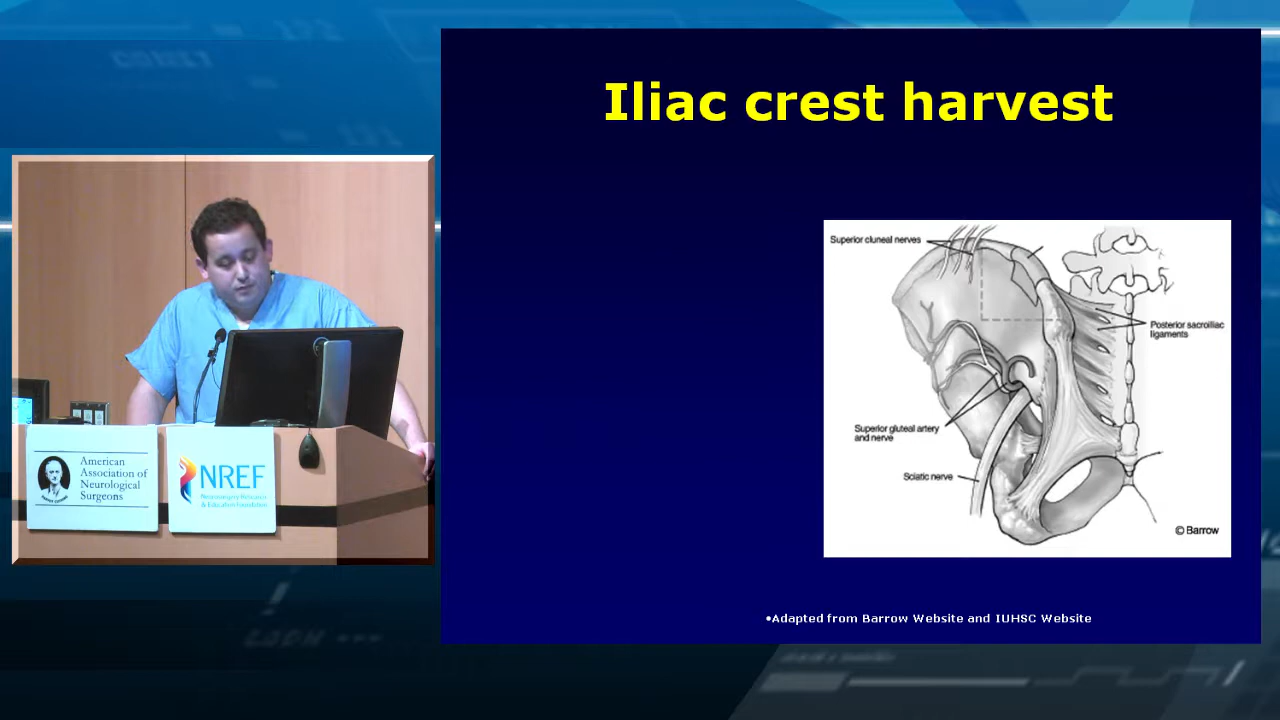 Iliac crest harvest
Superior cluneal nerves
Posterior sacroiliac
ligaments
Superior gluteal artery
and nerve
Sciatic nerve
© Barrow
•Adapted from Barrow Website and IUHSC Website
American
Association of
Neurological
Surgeons
NREF
Neurosurgery Research
& Education Foundation